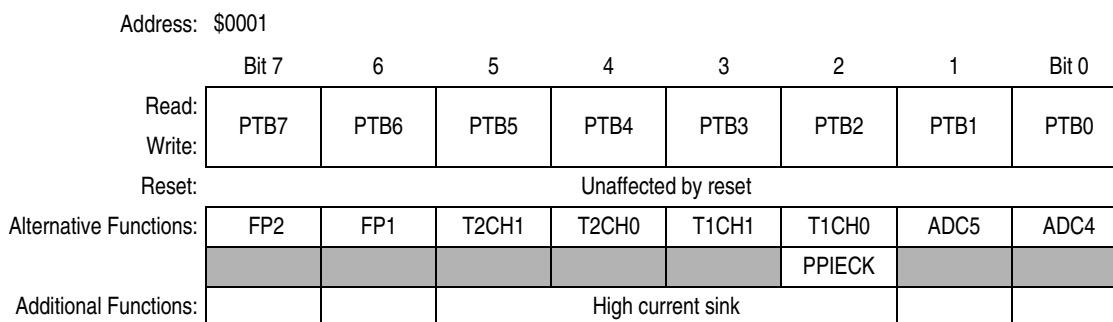 Address: $0001
Bit 7 6 5 4 3 2 1 Bit 0
Read:
PTB7 PTB6 PTB5 PTB4 PTB3 PTB2 PTB1 PTB0
Write:
Reset: Unaffected by reset
Alternative Functions: FP2 FP1 T2CH1 T2CH0 T1CH1 T1CH0 ADC5 ADC4
PPIECK
Additional Functions: High current sink